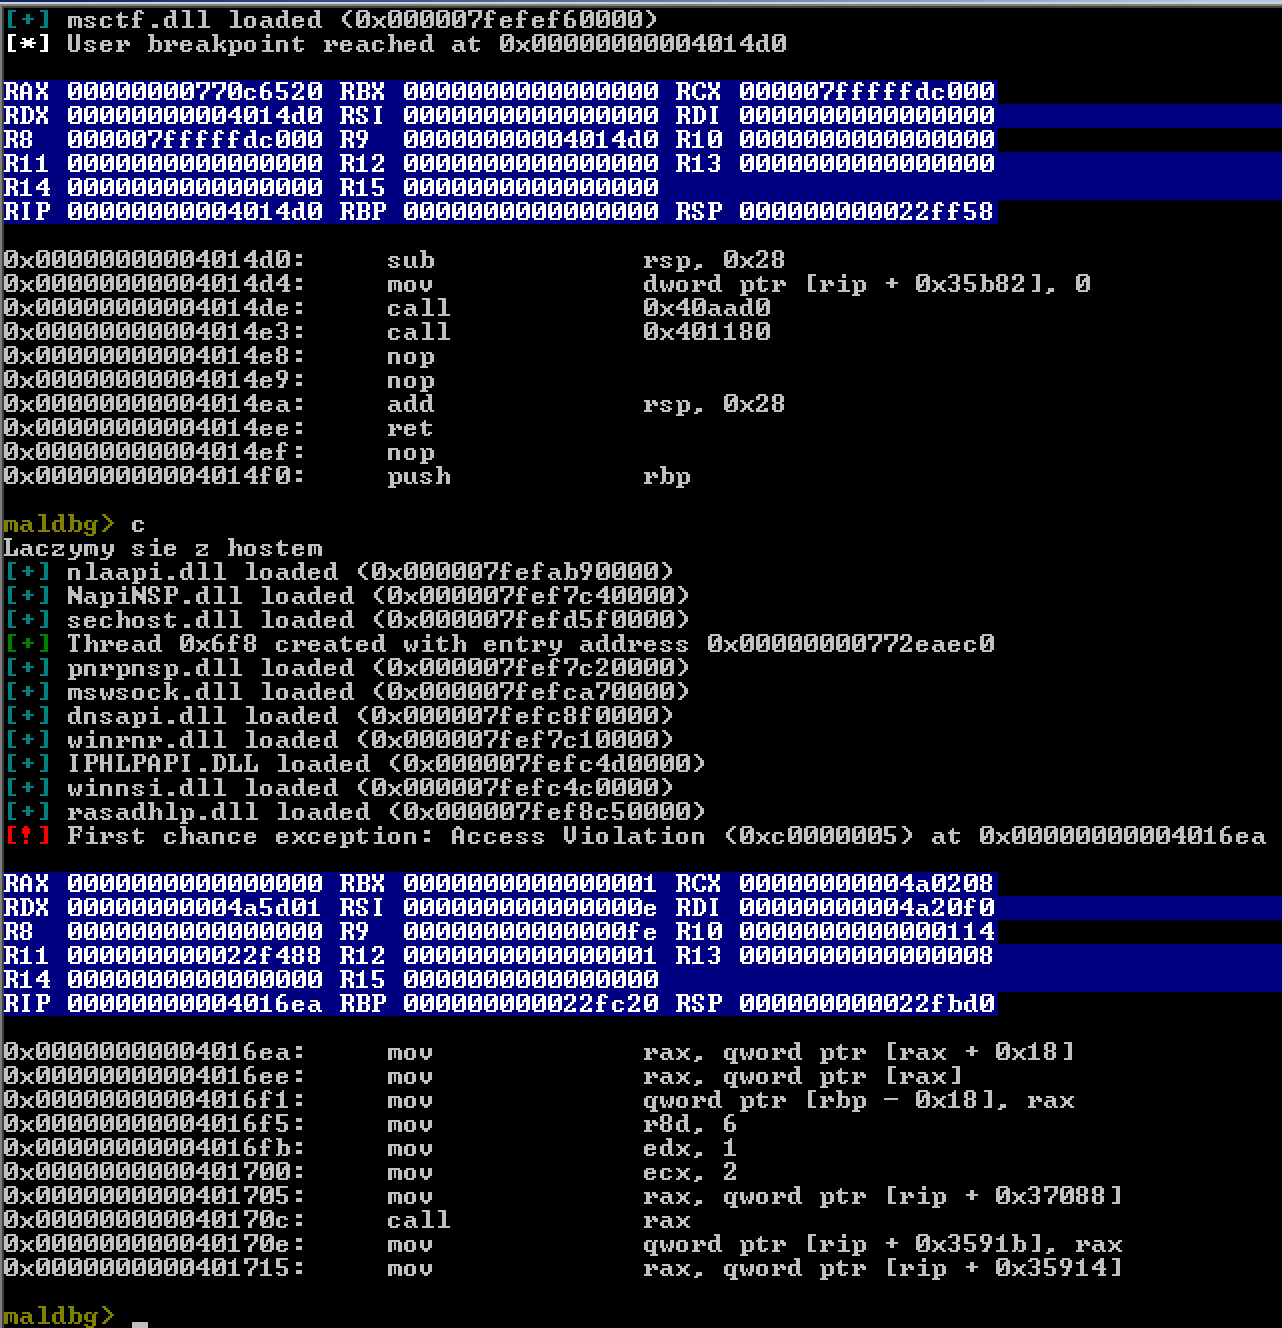 [+] msctf.dll loaded (0x000007fefef60000)
[*] User breakpoint reached at 0x00000000004014d0
RAX 00000000770c6520 RBX 0000000000000000 RCX 000007fffffdc000
RDX 00000000004014d0 RSI 0000000000000000 RDI 0000000000000000
R8  000007fffffdc000 R9  00000000004014d0 R10 0000000000000000
R11 0000000000000000 R12 0000000000000000 R13 0000000000000000
R14 0000000000000000 R15 0000000000000000
RIP 00000000004014d0 RBP 0000000000000000 RSP 000000000022ff58
0x00000000004014d0: sub rsp, 0x28
0x00000000004014d4: mov dword ptr [rip + 0x35b82], 0
0x00000000004014de: call 0x40aad0
0x00000000004014e3: call 0x401180
0x00000000004014e8: nop
0x00000000004014e9: nop
0x00000000004014ea: add rsp, 0x28
0x00000000004014ee: ret
0x00000000004014ef: nop
0x00000000004014f0: push rbp
maldbg> c
Laczymy sie z hostem
[+] nlaapi.dll loaded (0x000007fefab90000)
[+] NapiNSP.dll loaded (0x000007fef7c40000)
[+] sechost.dll loaded (0x000007fefd5f0000)
[+] Thread 0x6f8 created with entry address 0x00000000772eaec0
[+] pnrpnsp.dll loaded (0x000007fef7c20000)
[+] mswsock.dll loaded (0x000007fefca70000)
[+] dnsapi.dll loaded (0x000007fefc8f0000)
[+] winrnr.dll loaded (0x000007fef7c10000)
[+] IPHLPAPI.DLL loaded (0x000007fefc4d0000)
[+] winnsi.dll loaded (0x000007fefc4c0000)
[+] rasadhlp.dll loaded (0x000007fef8c50000)
[!] First chance exception: Access Violation (0xc0000005) at 0x00000000004016ea
RAX 0000000000000000 RBX 0000000000000001 RCX 00000000004a0208
RDX 00000000004a5d01 RSI 000000000000000e RDI 00000000004a20f0
R8  0000000000000000 R9  00000000000000fe R10 0000000000000114
R11 000000000022f488 R12 0000000000000001 R13 0000000000000008
R14 0000000000000000 R15 0000000000000000
RIP 00000000004016ea RBP 000000000022fc20 RSP 000000000022fbd0
0x00000000004016ea: mov rax, qword ptr [rax + 0x18]
0x00000000004016ee: mov rax, qword ptr [rax]
0x00000000004016f1: mov qword ptr [rbp - 0x18], rax
0x00000000004016f5: mov r8d, 6
0x00000000004016fb: mov edx, 1
0x0000000000401700: mov ecx, 2
0x0000000000401705: mov rax, qword ptr [rip + 0x37088]
0x000000000040170c: call rax
0x000000000040170e: mov qword ptr [rip + 0x3591b], rax
0x0000000000401715: mov rax, qword ptr [rip + 0x35914]
maldbg> _